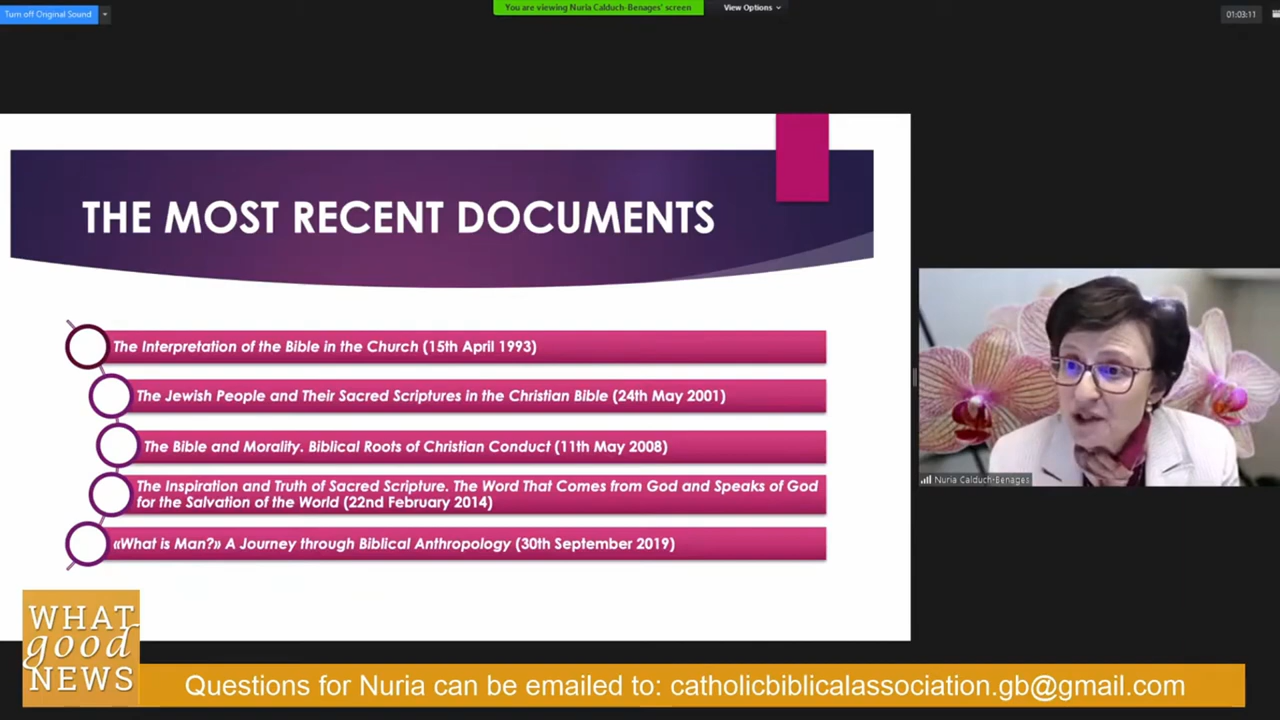 Turn off Original Sound
You are viewing Nuria Calduch-Benages' screen
View Options
01:03:11
THE MOST RECENT DOCUMENTS
The Interpretation of the Bible in the Church (15th April 1993)
The Jewish People and Their Sacred Scriptures in the Christian Bible (24th May 2001)
The Bible and Morality. Biblical Roots of Christian Conduct (11th May 2008)
The Inspiration and Truth of Sacred Scripture. The Word That Comes from God and Speaks of God
for the Salvation of the World (22nd February 2014)
«What is Man?» A Journey through Biblical Anthropology (30th September 2019)
Nuria Calduch-Benages
WHAT
good
NEWS
Questions for Nuria can be emailed to: catholicbiblicalassociation.gb@gmail.com